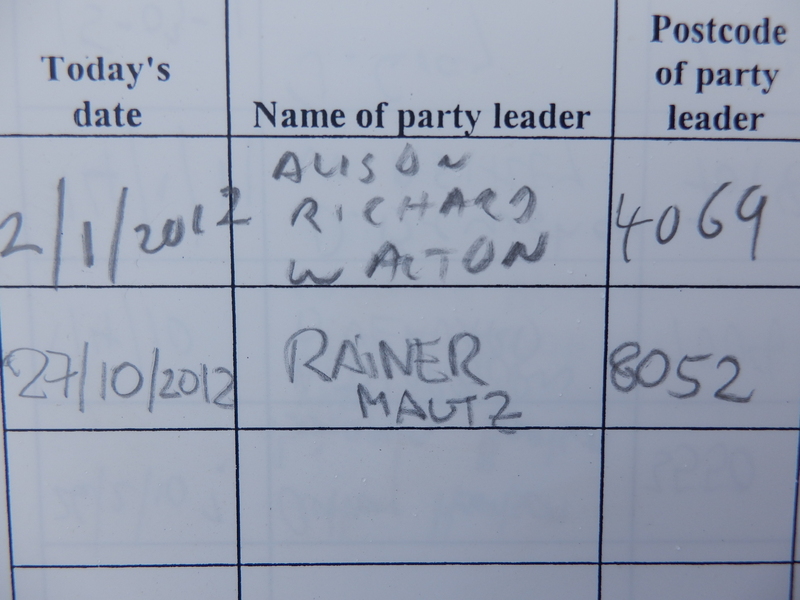 Today's
date
Name of party leader
Postcode
of party
leader
2/1/2012
ALISON
RICHARD
WALTON
4069
27/10/2012
RAINER
MAUTZ
8052